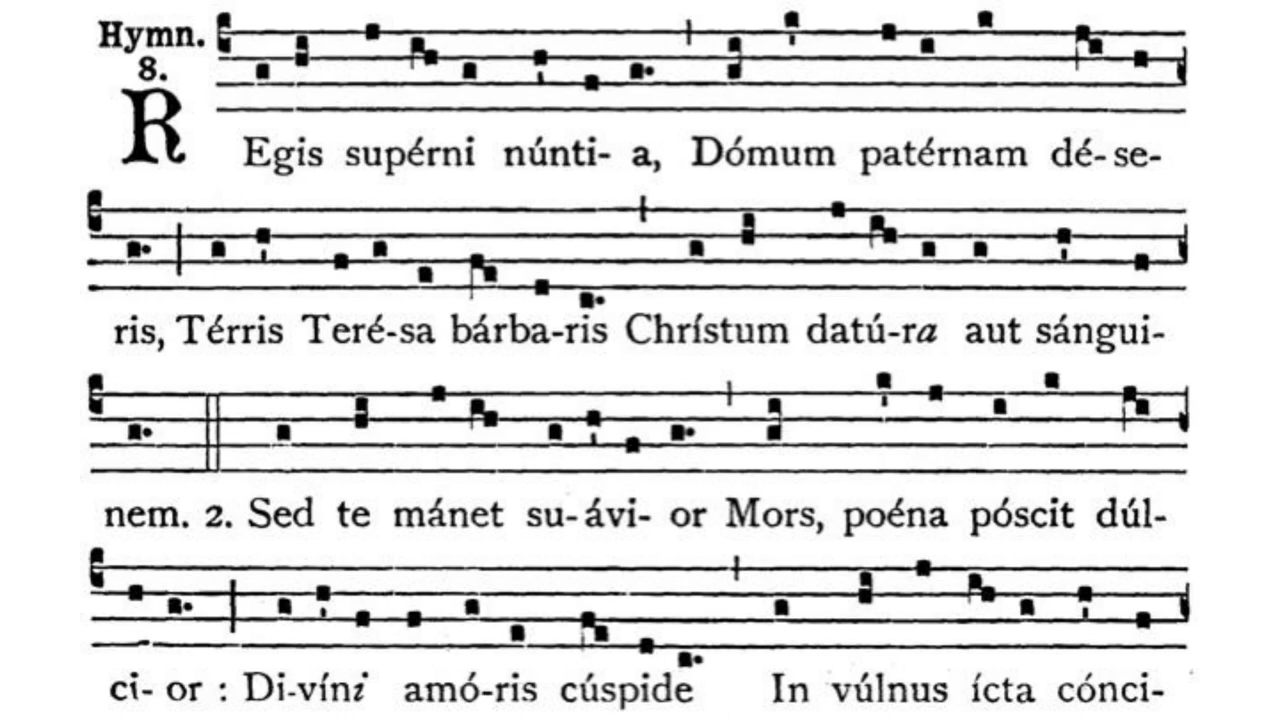 Hymn.
8.
REgis supérni núnti- a, Dómum patérnam dé- se-
ris, Térris Teré-sa bárba-ris Chrístum datú-ra aut sángui-
nem. 2. Sed te mánet su-ávi- or Mors, poéna póscit dúl-
ci- or : Di-víni amó-ris cúspide In vúlnus ícta cónci-